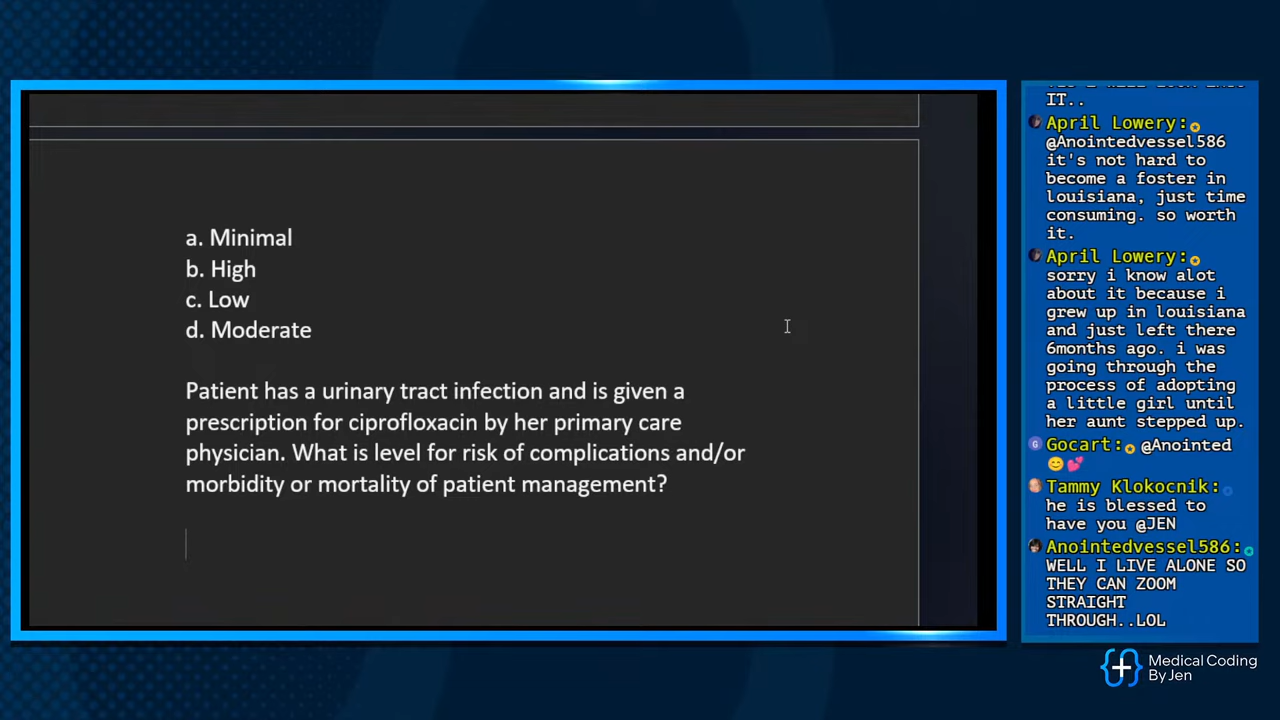 a. Minimal
b. High
c. Low
d. Moderate
Patient has a urinary tract infection and is given a
prescription for ciprofloxacin by her primary care
physician. What is level for risk of complications and/or
morbidity or mortality of patient management?
IT..
April Lowery:
@Anointedvessel586
it's not hard to
become a foster in
louisiana, just time
consuming. so worth
it.
April Lowery:
sorry i know alot
about it because i
grew up in louisiana
and just left there
6months ago. i was
going through the
process of adopting
a little girl until
her aunt stepped up.
G
Gocart: @Anointed
😊💕
Tammy Klokocnik:
he is blessed to
have you @JEN
Anointedvessel586:
WELL I LIVE ALONE SO
THEY CAN ZOOM
STRAIGHT
THROUGH..LOL
Medical Coding
By Jen